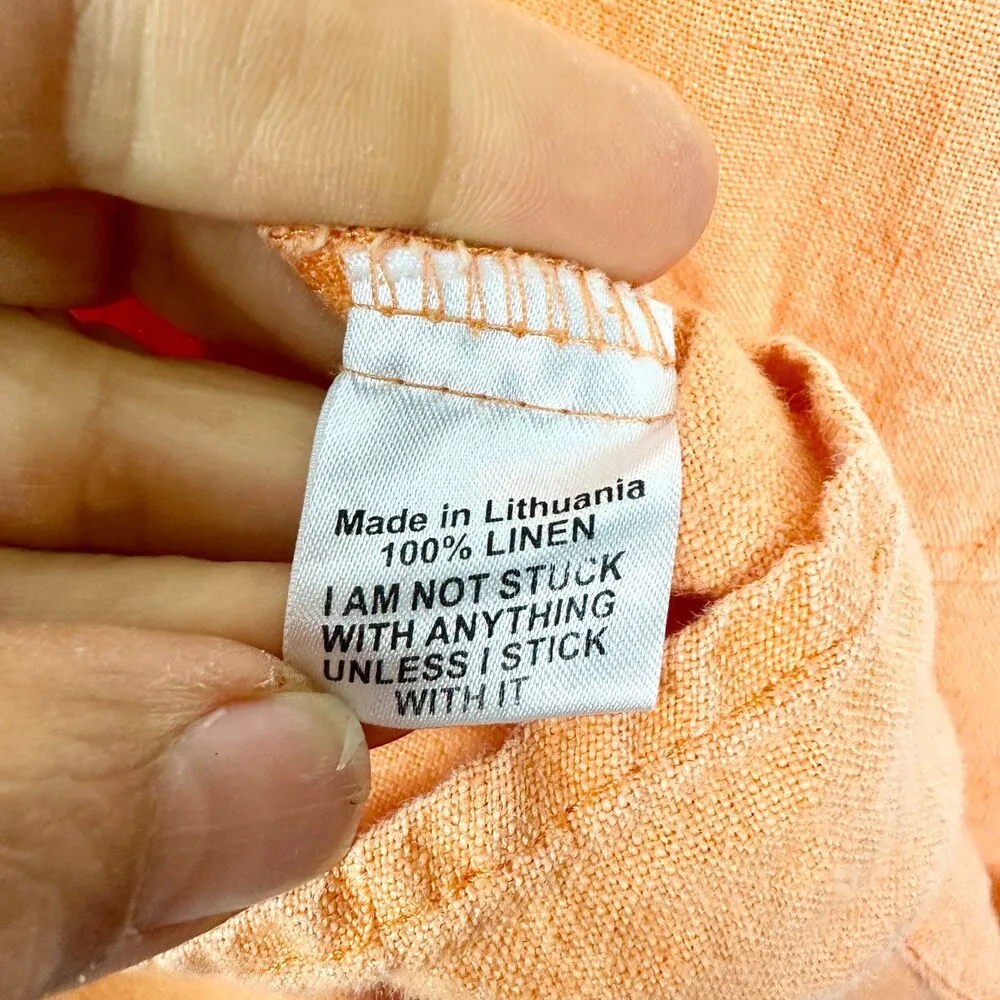 Made in Lithuania
100% LINEN
I AM NOT STUCK
WITH ANYTHING
UNLESS I STICK
WITH IT